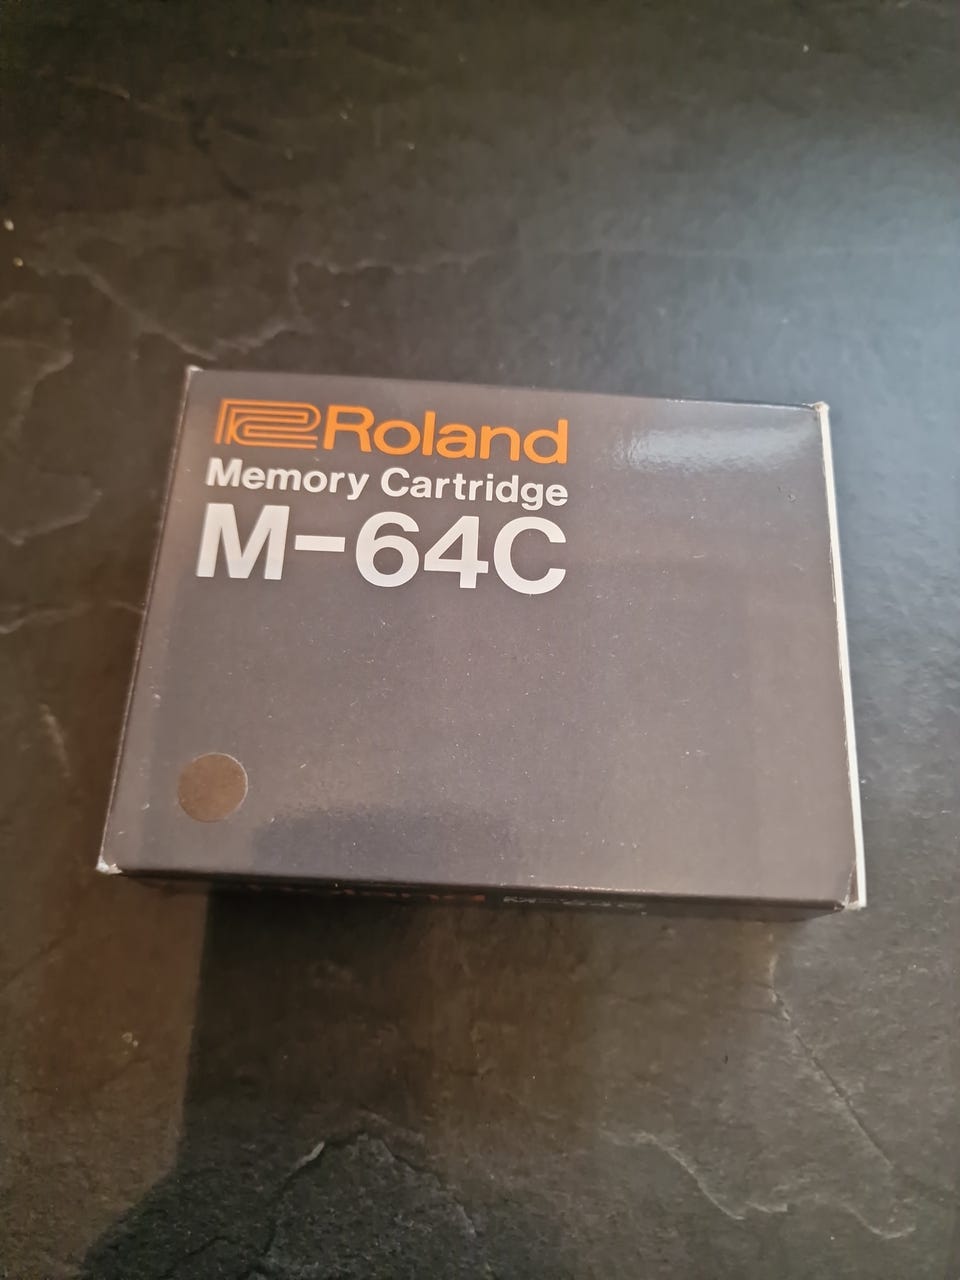 Roland
Memory Cartridge
M-64C